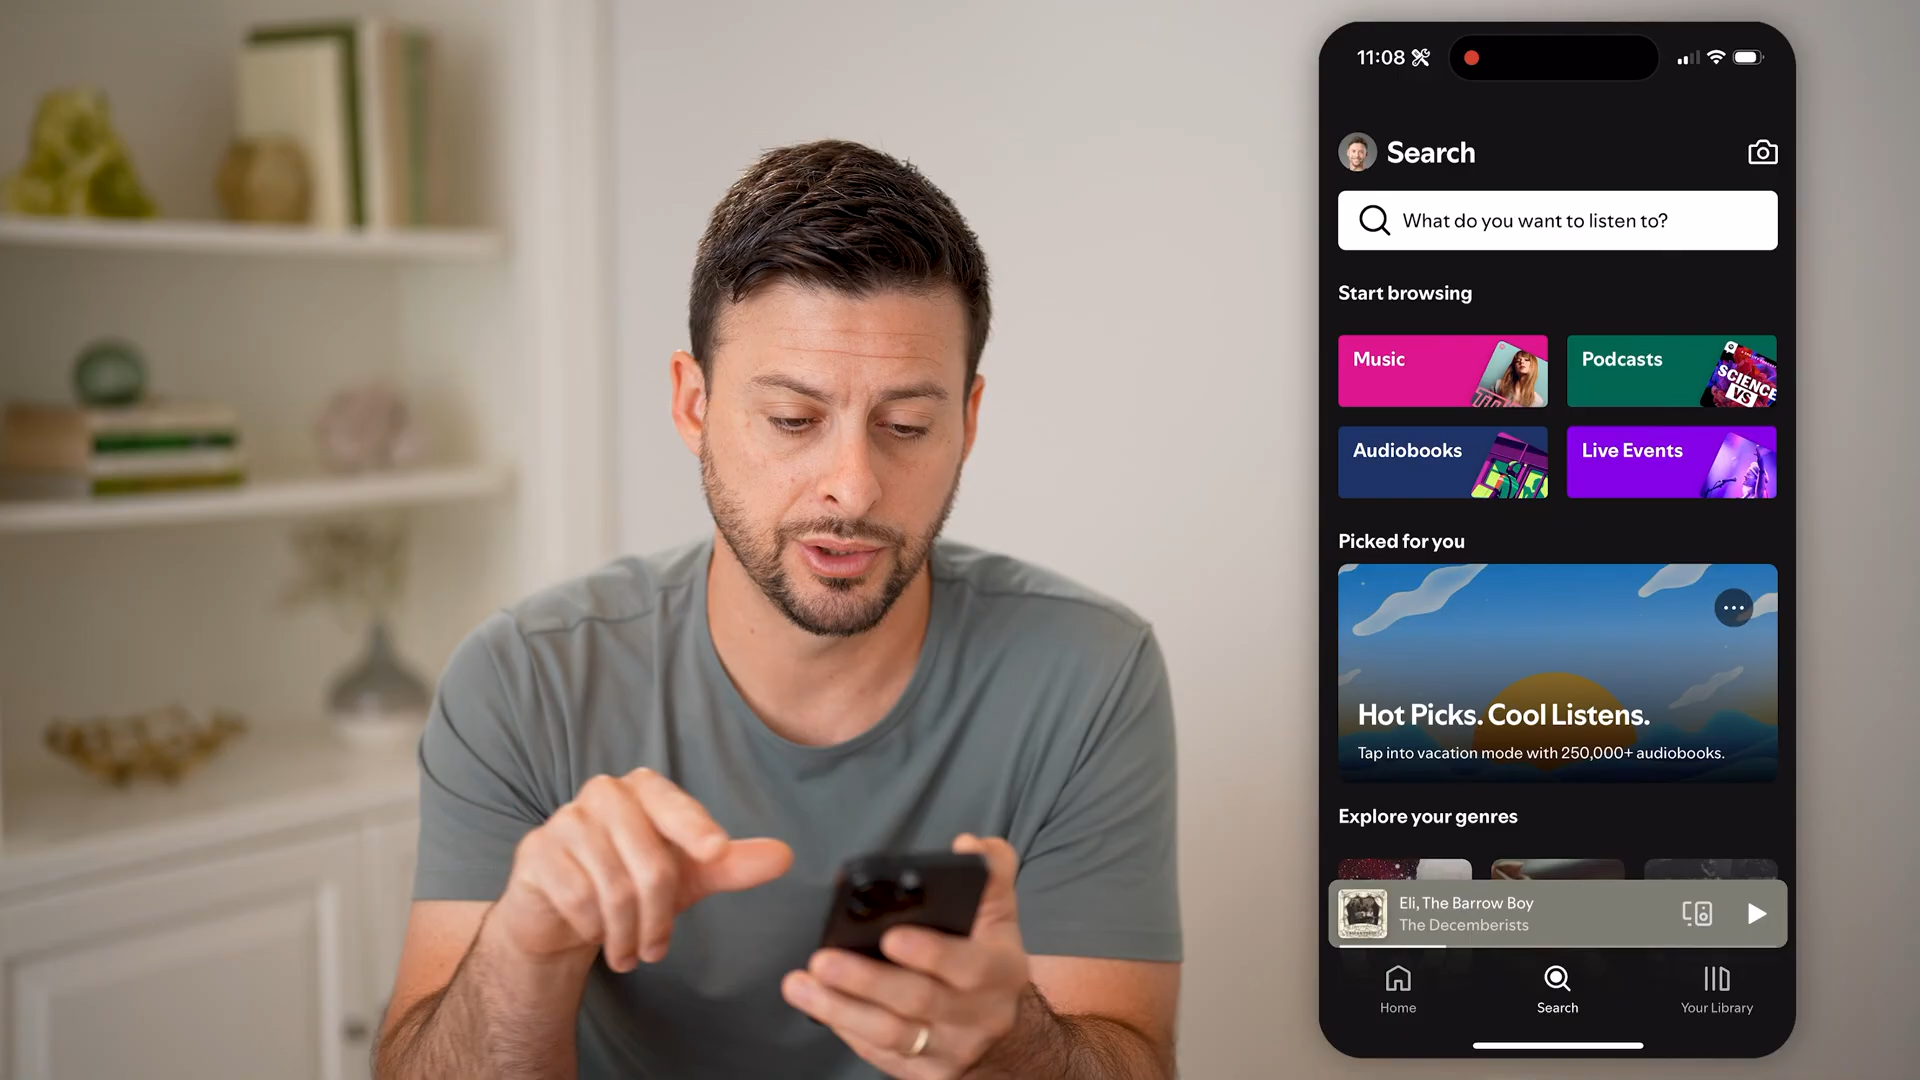 11:08
Search
What do you want to listen to?
Start browsing
Music
Podcasts
SCIENCE
VS
Audiobooks
Live Events
Picked for you
Hot Picks. Cool Listens.
Tap into vacation mode with 250,000+ audiobooks.
Explore your genres
Eli, The Barrow Boy
The Decemberists
Home
Search
Your Library